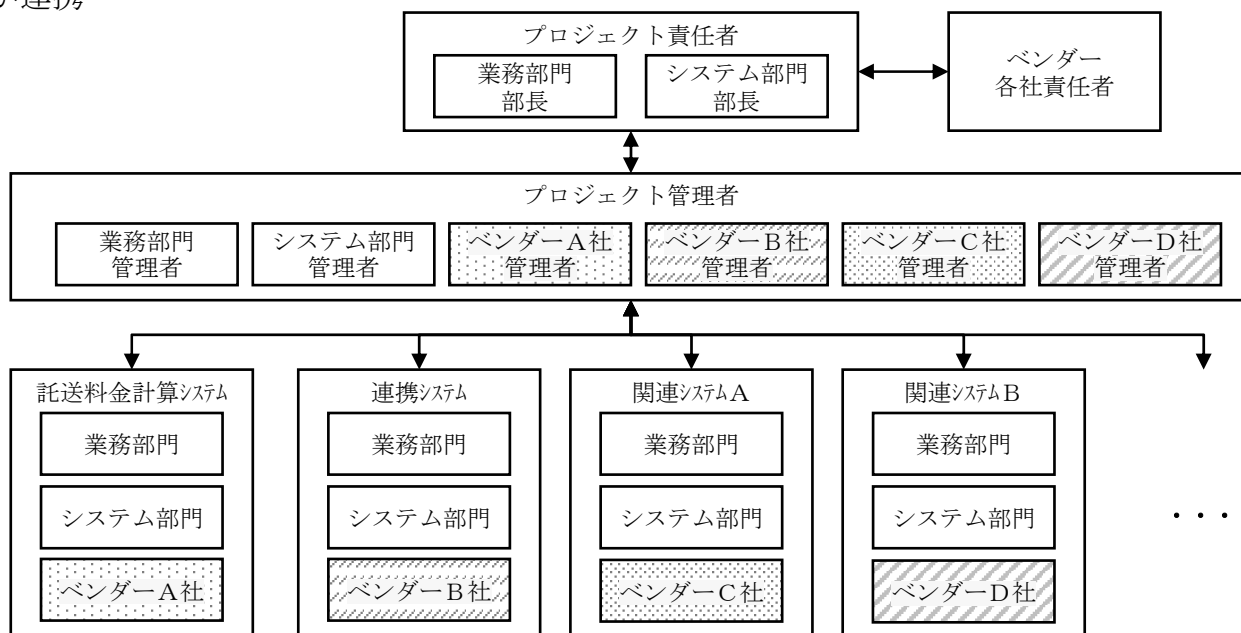 連携
プロジェクト責任者
業務部門
部長
システム部門
部長
ベンダー
各社責任者
プロジェクト管理者
業務部門
管理者
システム部門
管理者
ベンダーA社
管理者
ベンダーB社
管理者
ベンダーC社
管理者
ベンダーD社
管理者
託送料金計算システム
業務部門
システム部門
ベンダーA社
連携システム
業務部門
システム部門
ベンダーB社
関連システムA
業務部門
システム部門
ベンダーC社
関連システムB
業務部門
システム部門
ベンダーD社
・・・